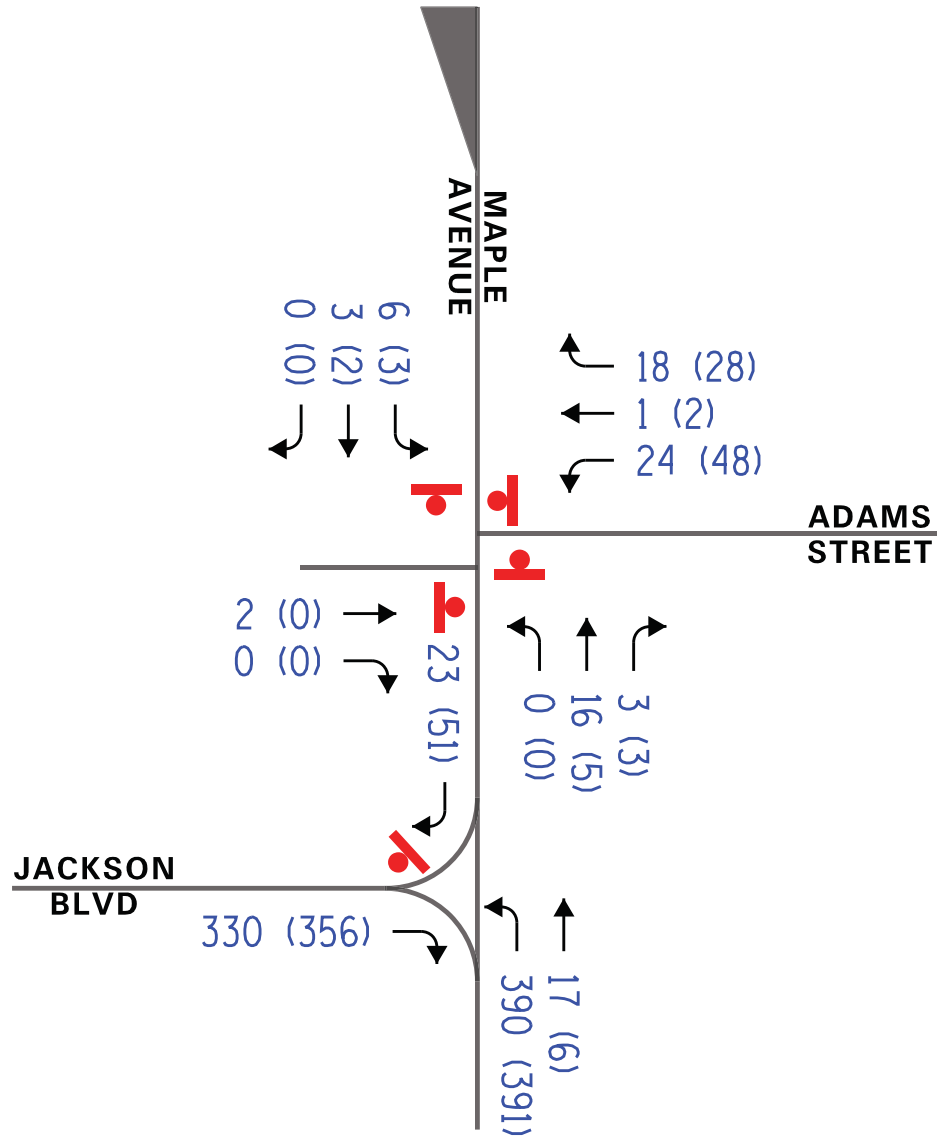 MAPLE
AVENUE
6 (3)
3 (2)
0 (0)
18 (28)
1 (2)
24 (48)
ADAMS
STREET
2 (0)
0 (0)
23 (51)
0 (0)
16 (5)
3 (3)
JACKSON
BLVD
330 (356)
390 (391)
17 (6)